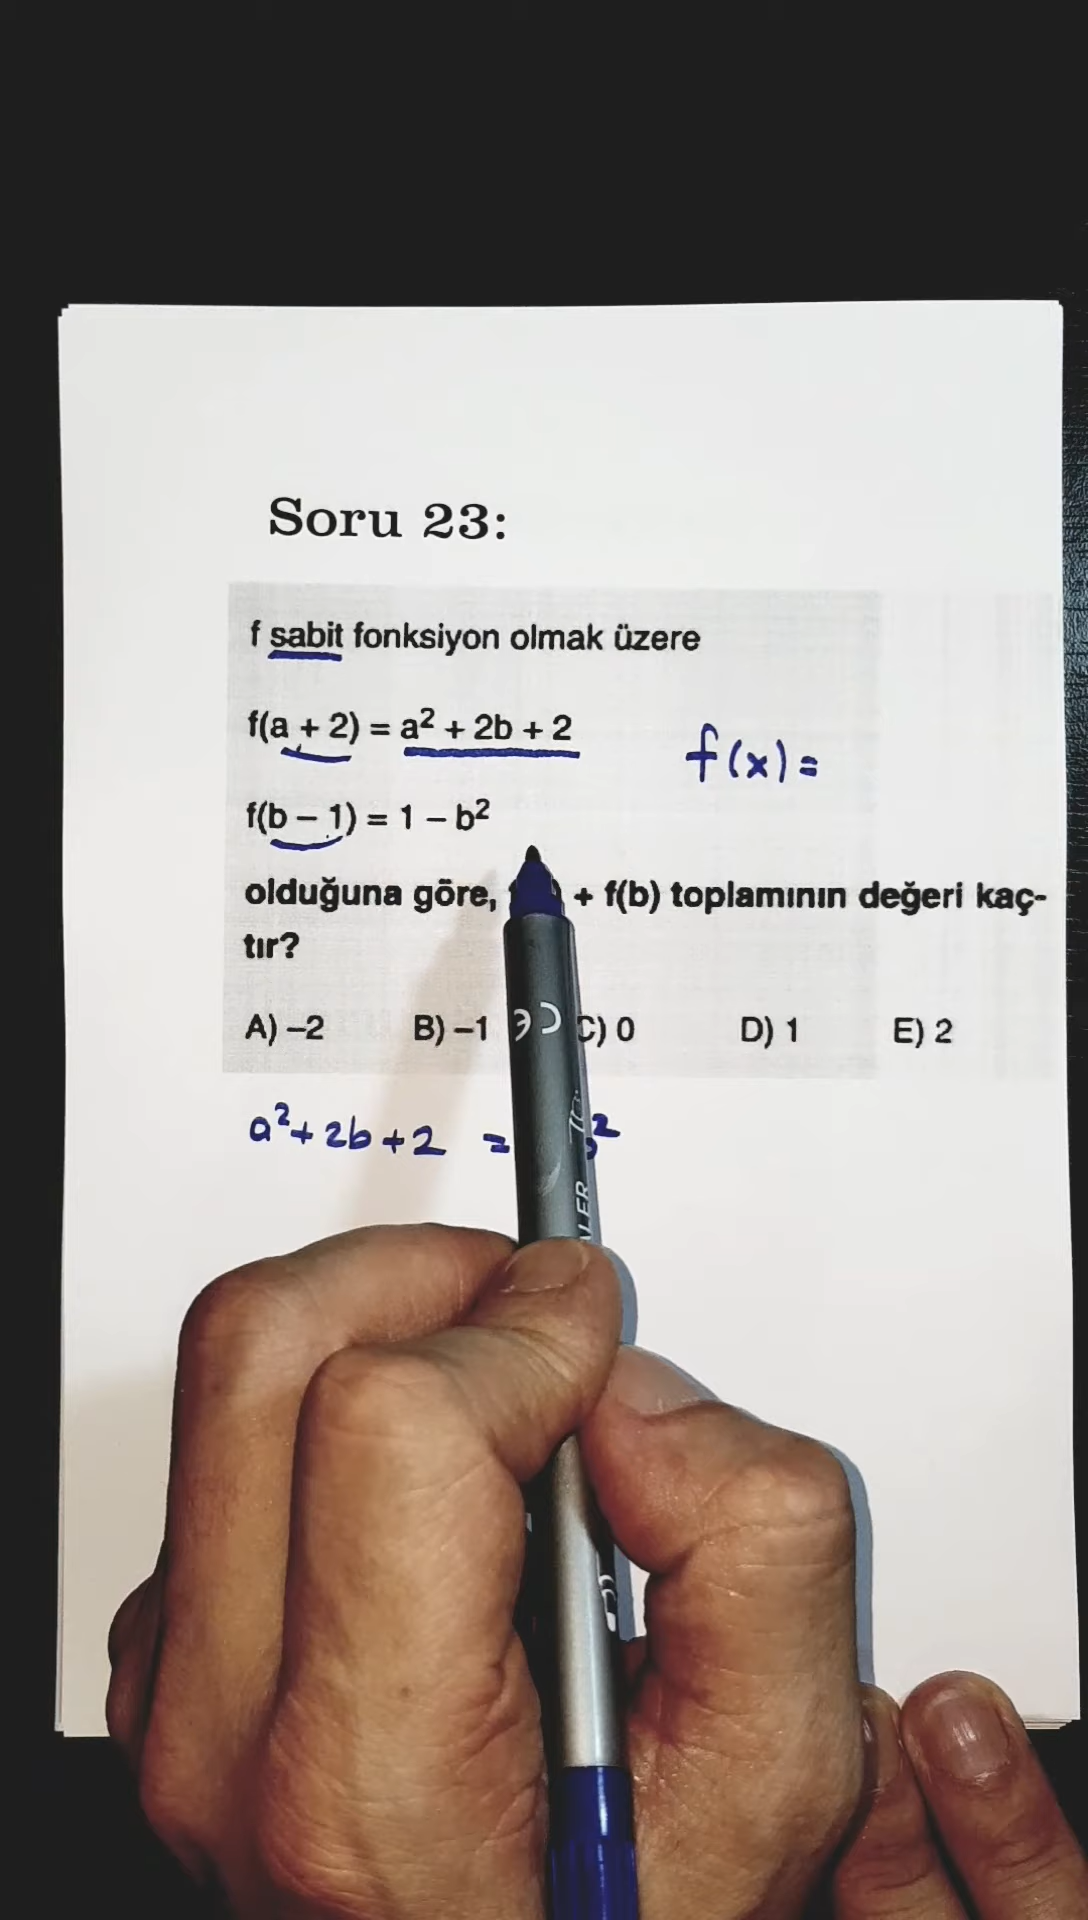 Soru 23:
f sabit fonksiyon olmak üzere
f(a + 2) = a² + 2b + 2
f(x) =
f(b – 1) = 1 – b²
olduğuna göre, + f(b) toplamının değeri kaç-
tır?
A) –2 B) –1 C) 0 D) 1 E) 2
a² + 2b + 2 = ²